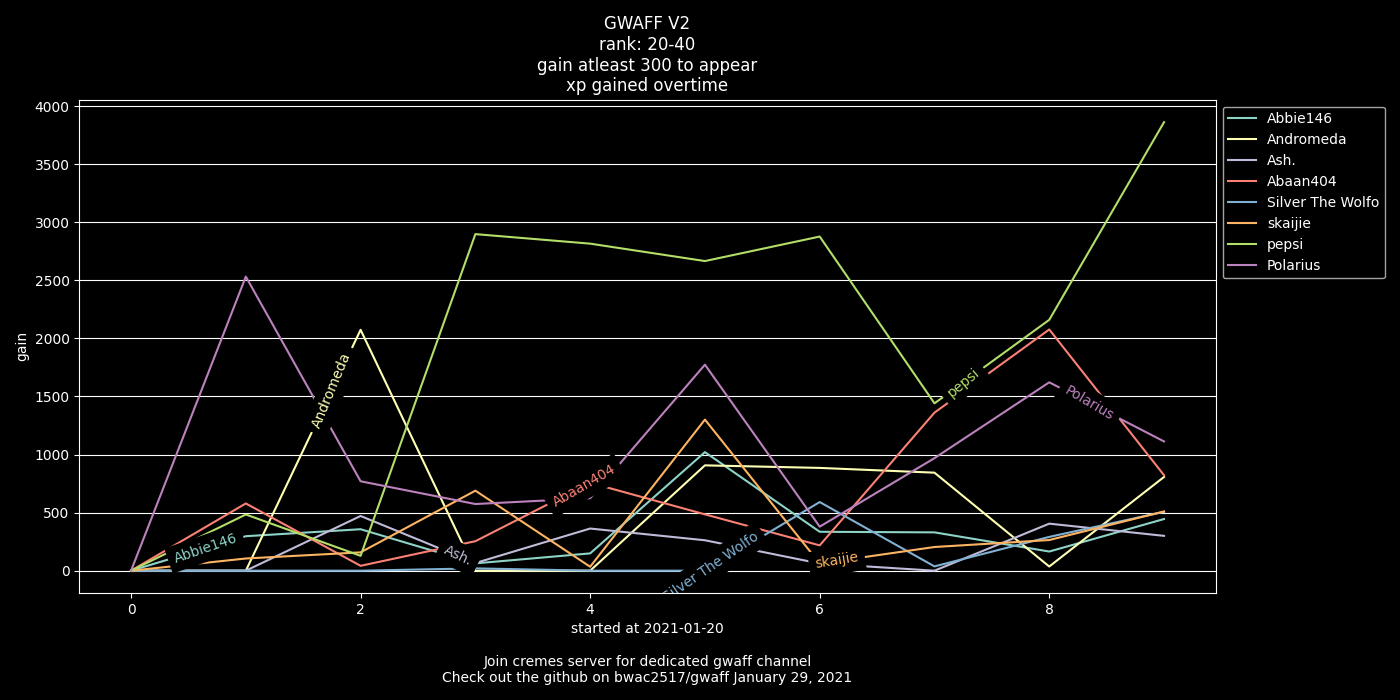 GWAFF V2
rank: 20-40
gain atleast 300 to appear
xp gained overtime
4000
3500
3000
2500
2000
1500
1000
500
0
gain
Abbie146
Andromeda
Ash.
Abaan404
Silver The Wolfo
skaijie
pepsi
Polarius
Abbie146
Andromeda
Ash.
Abaan404
Silver The Wolfo
skaijie
pepsi
Polarius
0
2
4
6
8
started at 2021-01-20
Join cremes server for dedicated gwaff channel
Check out the github on bwac2517/gwaff January 29, 2021